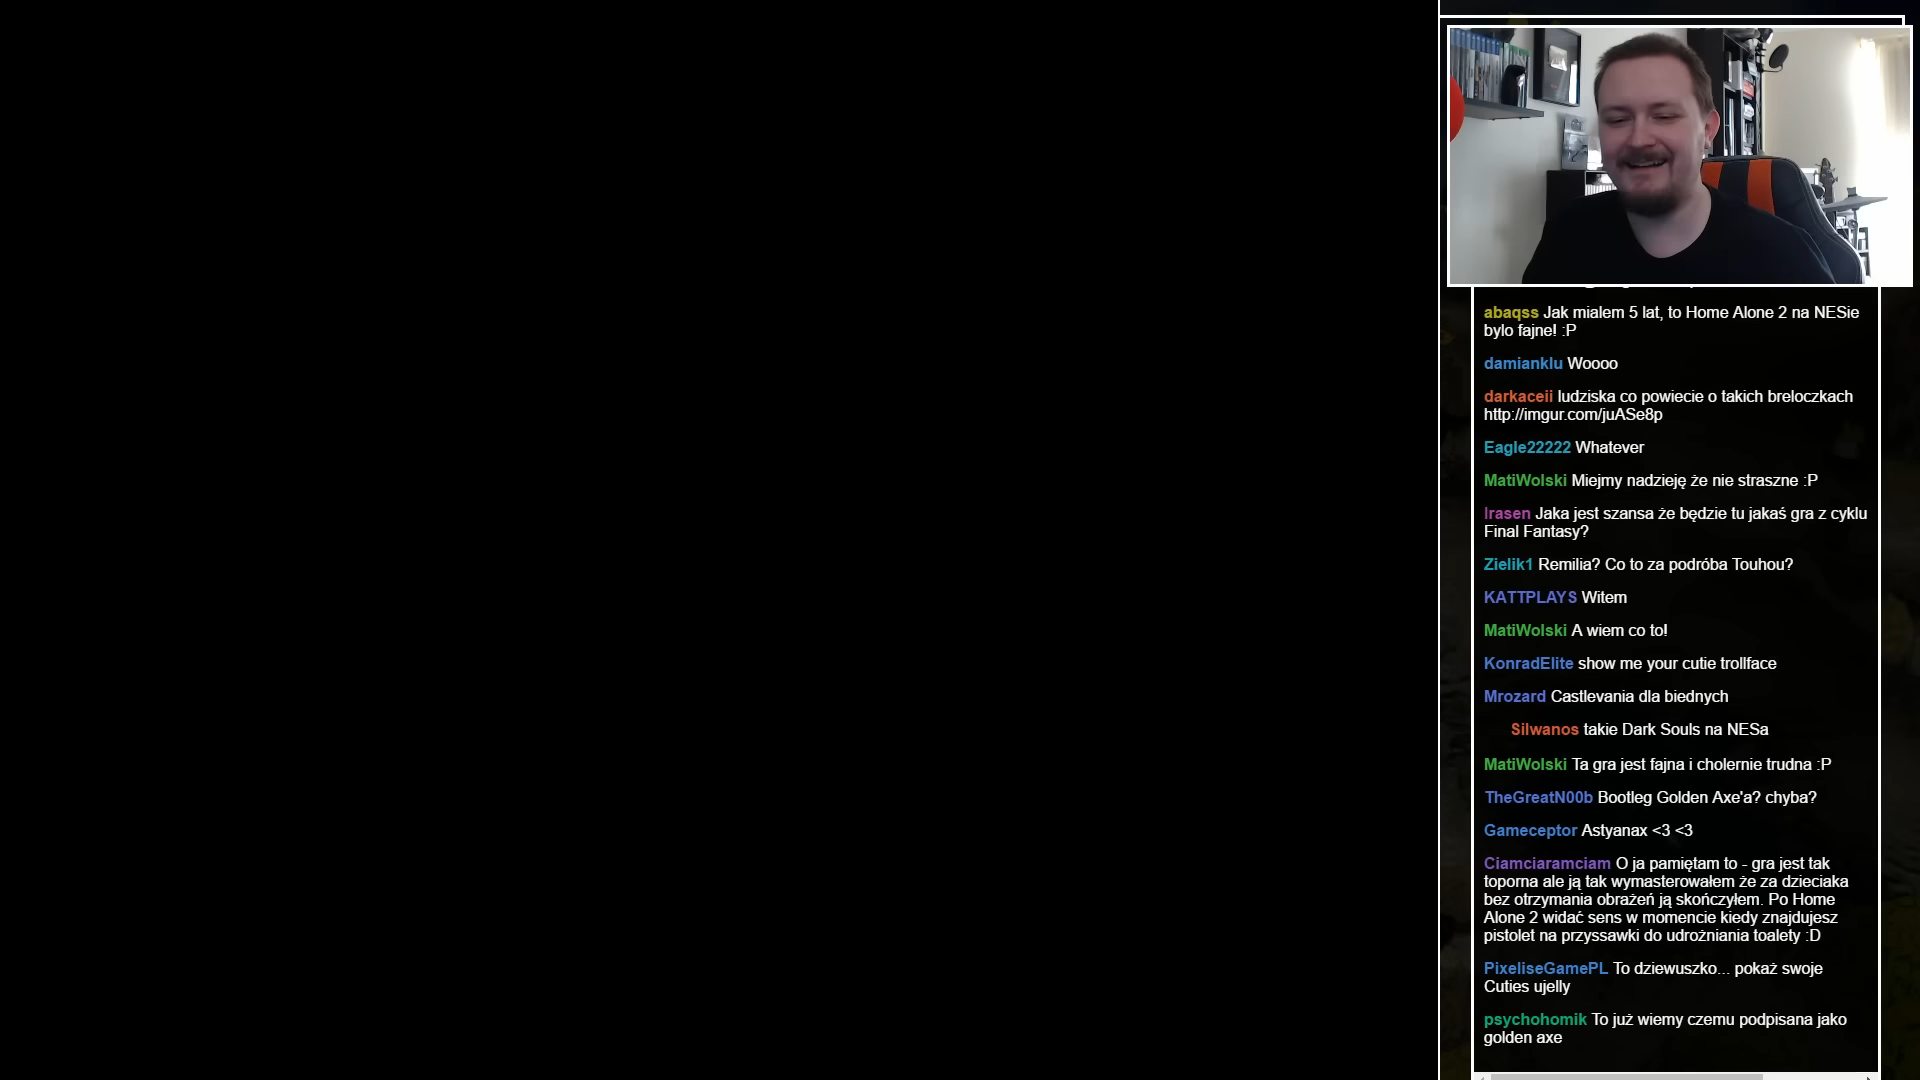 abaqss Jak mialem 5 lat, to Home Alone 2 na NESie
bylo fajne! :P
damianklu Woooo
darkaceii ludziska co powiecie o takich breloczkach
http://imgur.com/juASe8p
Eagle22222 Whatever
MatiWolski Miejmy nadzieję że nie straszne :P
Irasen Jaka jest szansa że będzie tu jakaś gra z cyklu
Final Fantasy?
Zielik1 Remilia? Co to za podróba Touhou?
KATTPLAYS Witem
MatiWolski A wiem co to!
KonradElite show me your cutie trollface
Mrozard Castlevania dla biednych
Silwanos takie Dark Souls na NESa
MatiWolski Ta gra jest fajna i cholernie trudna :P
TheGreatN00b Bootleg Golden Axe'a? chyba?
Gameceptor Astyanax <3 <3
Ciamciaramciam O ja pamiętam to - gra jest tak
toporna ale ją tak wymasterowałem że za dzieciaka
bez otrzymania obrażeń ją skończyłem. Po Home
Alone 2 widać sens w momencie kiedy znajdujesz
pistolet na przyssawki do udrożniania toalety :D
PixeliseGamePL To dziewuszko... pokaż swoje
Cuties ujelly
psychohomik To już wiemy czemu podpisana jako
golden axe